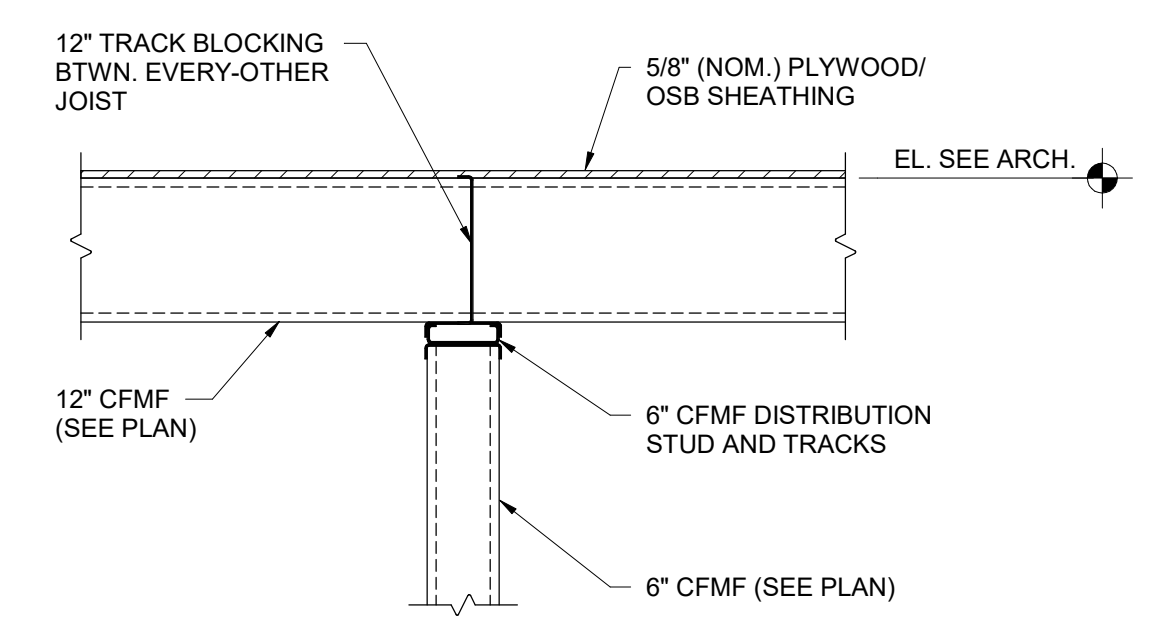 12" TRACK BLOCKING
BTWN. EVERY-OTHER
JOIST
5/8" (NOM.) PLYWOOD/
OSB SHEATHING
EL. SEE ARCH.
12" CFMF
(SEE PLAN)
6" CFMF DISTRIBUTION
STUD AND TRACKS
6" CFMF (SEE PLAN)